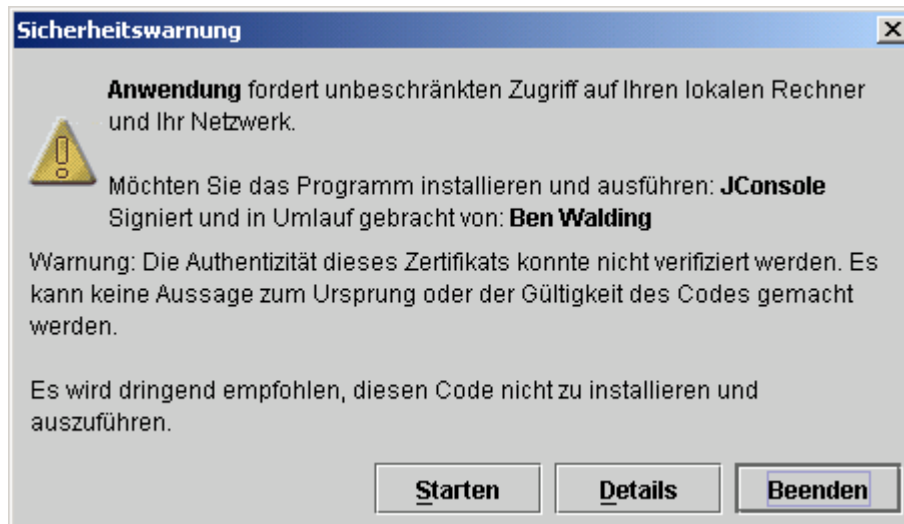 Sicherheitswarnung
Anwendung fordert unbeschränkten Zugriff auf Ihren lokalen Rechner
und Ihr Netzwerk.
Möchten Sie das Programm installieren und ausführen: JConsole
Signiert und in Umlauf gebracht von: Ben Walding
Warnung: Die Authentizität dieses Zertifikats konnte nicht verifiziert werden. Es
kann keine Aussage zum Ursprung oder der Gültigkeit des Codes gemacht
werden.
Es wird dringend empfohlen, diesen Code nicht zu installieren und
auszuführen.
Starten Details Beenden